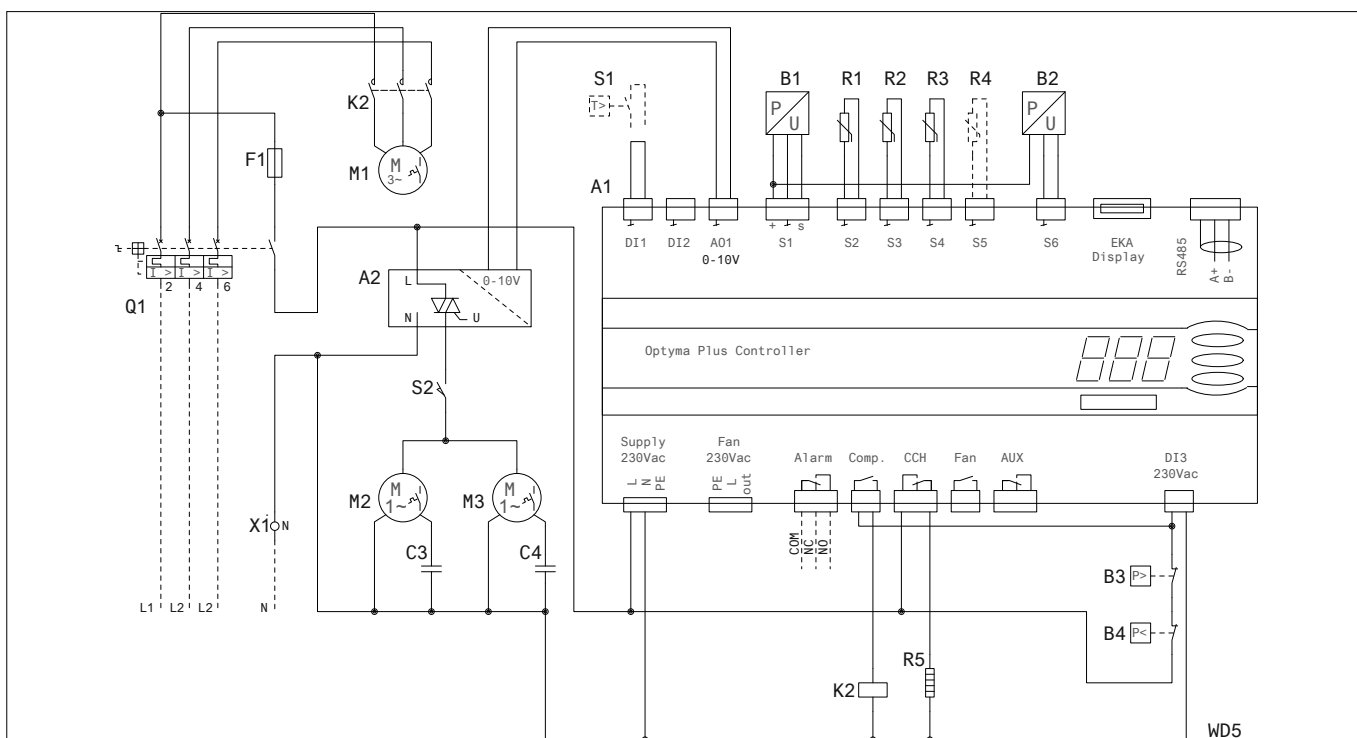 S1 B1 R1 R2 R3 R4 B2
K2 T> P U P U
F1 M1 M 3~ A1
+ s
DI1 DI2 AO1 S1 S2 S3 S4 S5 S6 EKA RS485 A+ B-
0-10V Display
A2 L 0-10V
I > I > I >
2 4 6
Q1 N U
Optyma Plus Controller
S2
Supply Fan Alarm Comp. CCH Fan AUX DI3
230Vac 230Vac 230Vac
L N PE PE L out
M2 M 1~ M3 M 1~
X1 N
C3 C4 COM NC NO
B3 P>
L1 L2 L2 N
B4 P<
R5
K2
WD5